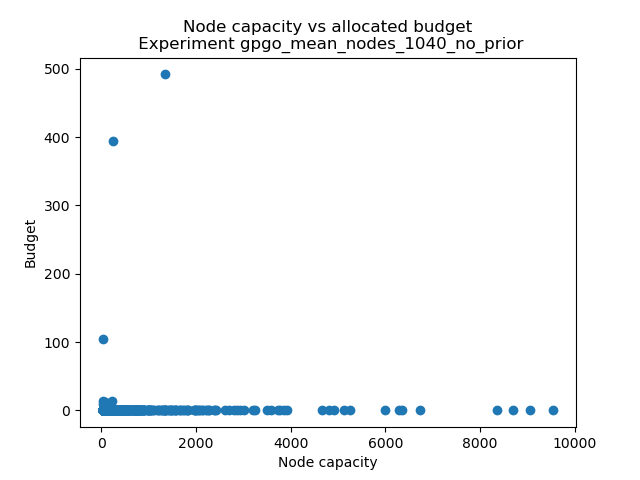 Node capacity vs allocated budget
Experiment gpgo_mean_nodes_1040_no_prior
500
400
300
200
100
0
Budget
0 2000 4000 6000 8000 10000
Node capacity